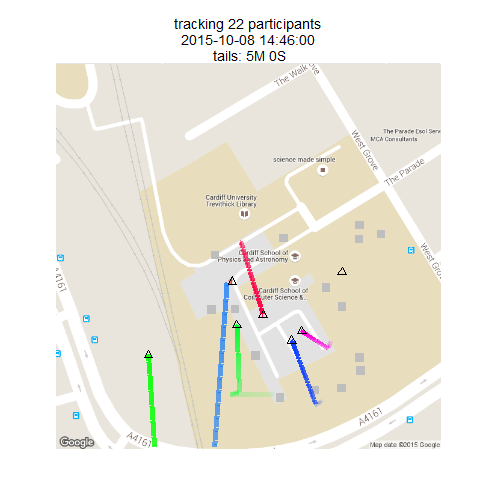 tracking 22 participants
2015-10-08 14:46:00
tails: 5M 0S
The Walk
West Grove
The Parade Esol Serv
MCA Consultants
science made simple
The Parade
Cardiff University
Trevithick Library
Cardiff School of
Physics and Astronomy
West Grove
Cardiff School of
Computer Science &...
A4161
A4161
A4161
Google
Map data ©2015 Google